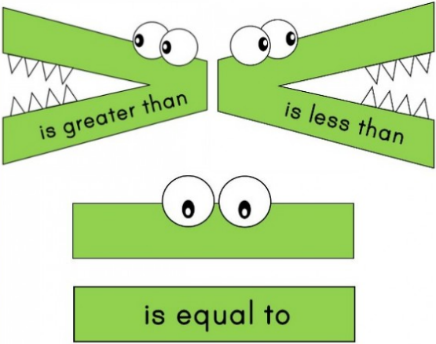 is greater than
is less than
is equal to